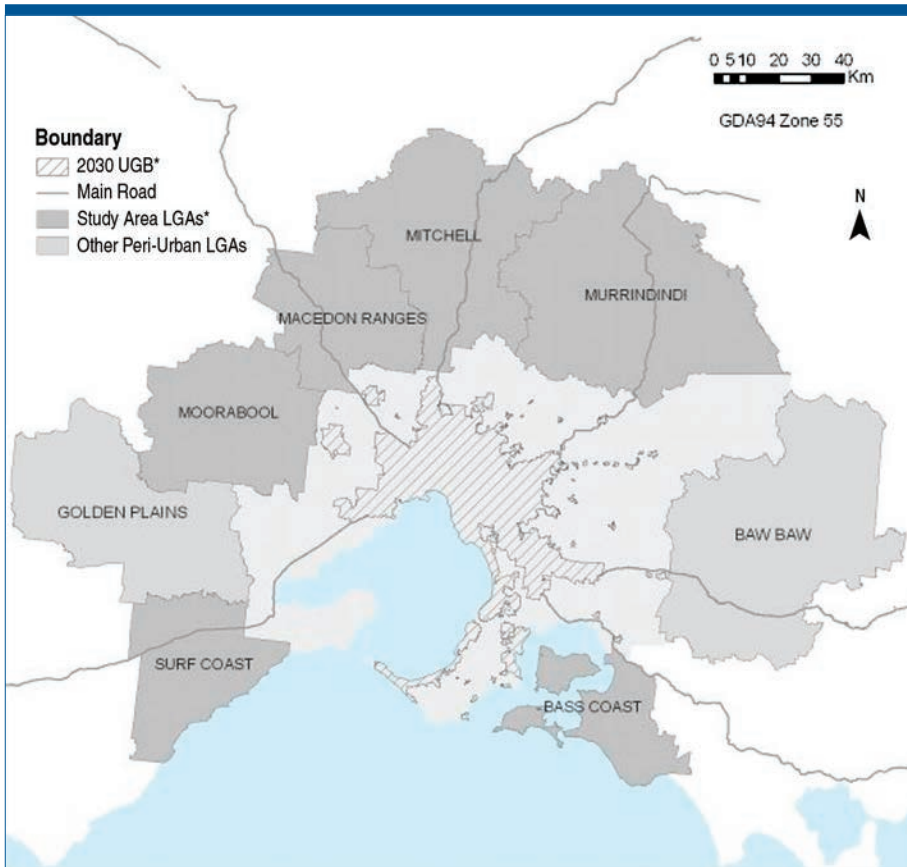 0 5 10 20 30 40
Km
GDA94 Zone 55
Boundary
2030 UGB*
Main Road
Study Area LGAs*
Other Peri-Urban LGAs
N
MITCHELL
MURRINDINDI
MACEDON RANGES
MOORABOOL
GOLDEN PLAINS
BAW BAW
SURF COAST
BASS COAST